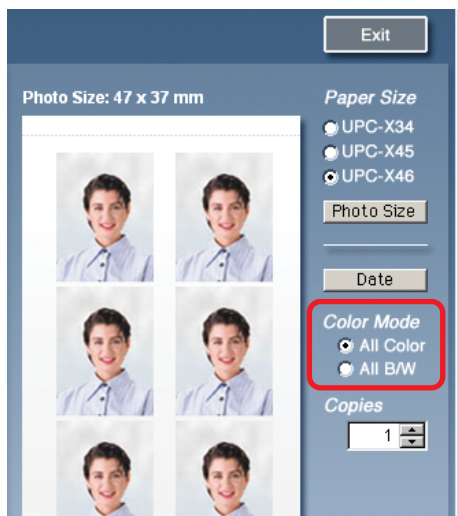 Exit
Photo Size: 47 x 37 mm
Paper Size
UPC-X34
UPC-X45
UPC-X46
Photo Size
Date
Color Mode
All Color
All B/W
Copies
1